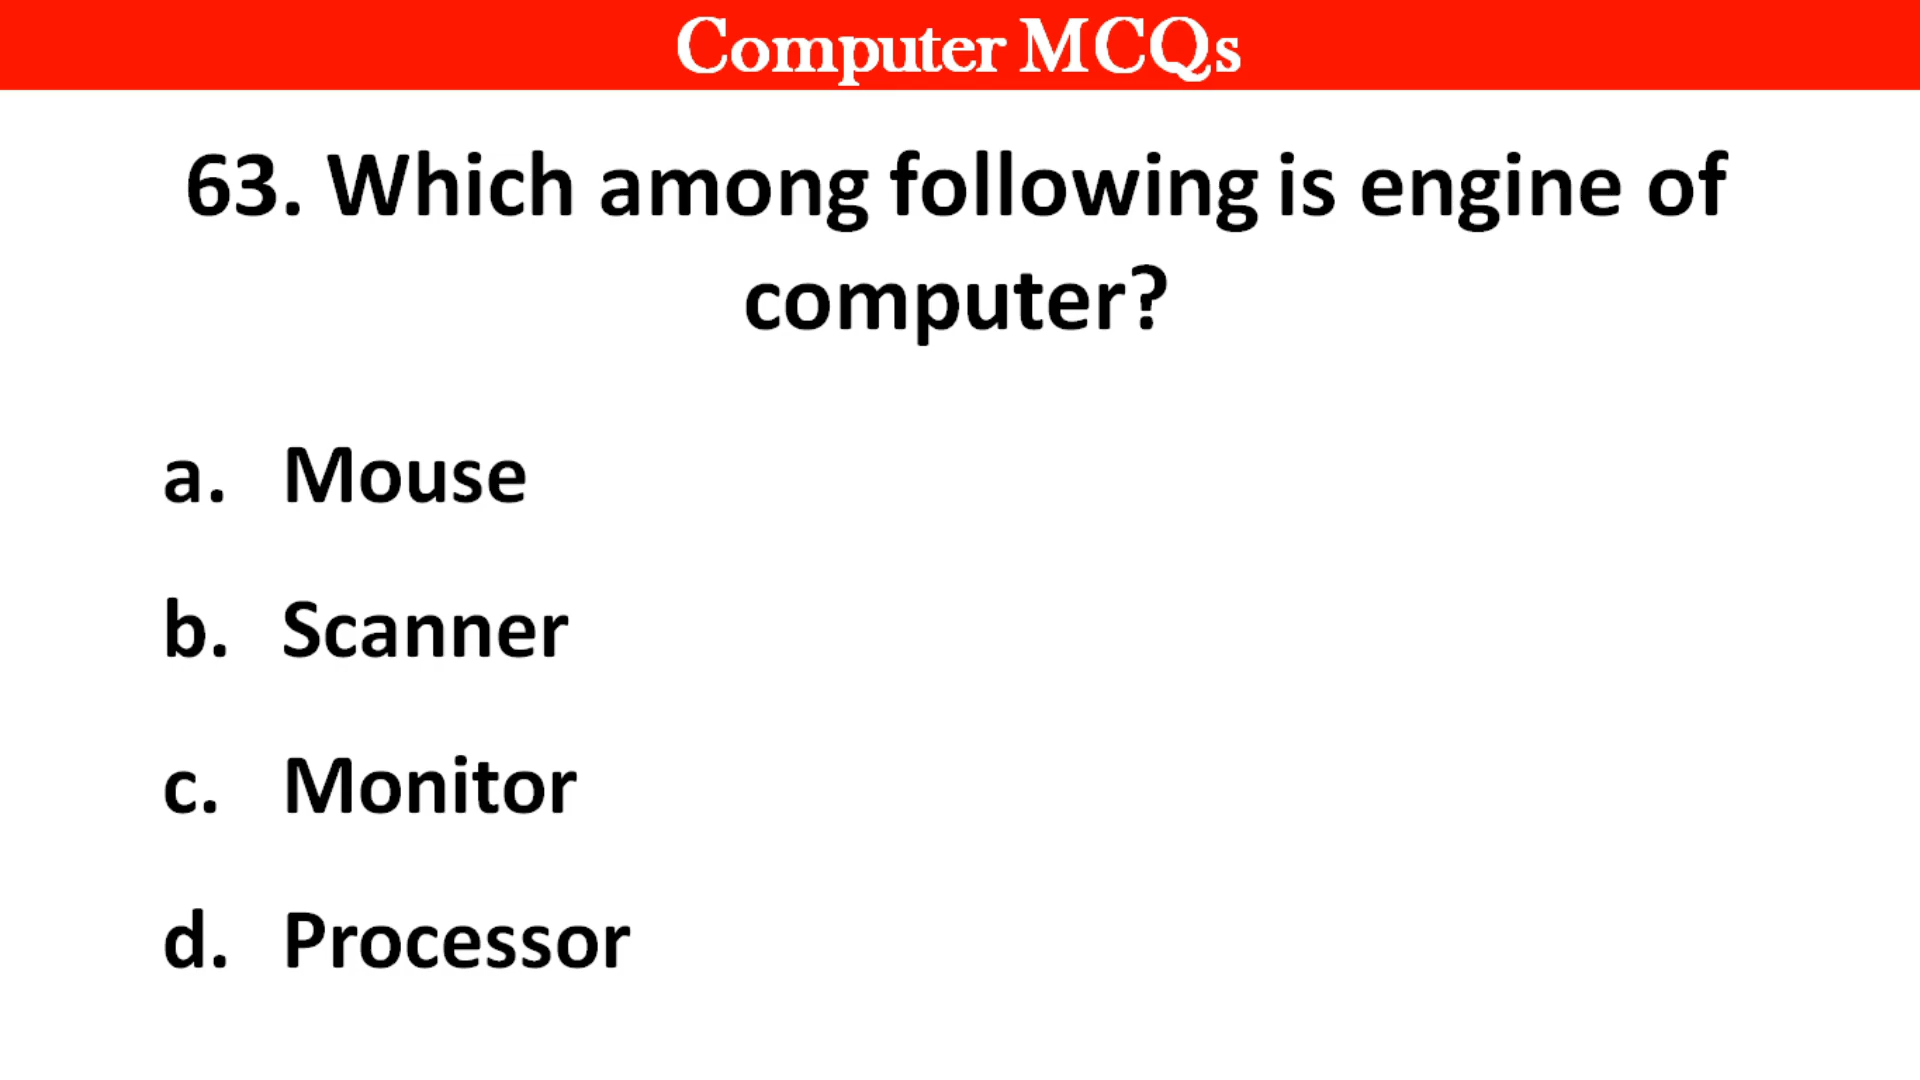 Computer MCQs
63. Which among following is engine of
computer?
a. Mouse
b. Scanner
c. Monitor
d. Processor